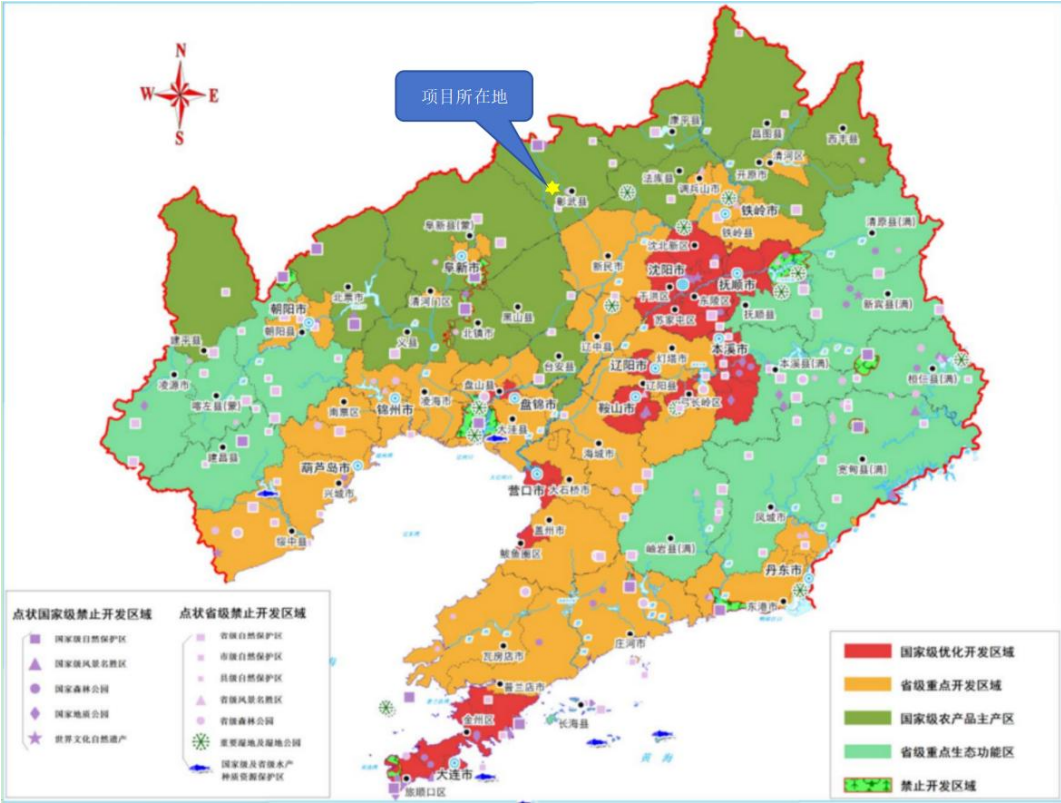 N
W
E
S
项目所在地
康平县
昌图县
西丰县
清河区
开原市
法库县
调兵山市
彰武县
铁岭市
铁岭县
清原县(满)
阜新县(蒙)
沈北新区
新民市
沈阳市
抚顺市
阜新市
于洪区
东陵区
新宾县(满)
北票市
清河门区
苏家屯区
抚顺县
朝阳市
朝阳县
黑山县
北镇市
义县
建平县
辽中县
本溪市
台安县
灯塔市
辽阳市
本溪县(满)
桓仁县(满)
凌源市
盘山县
辽阳县
喀左县(蒙)
凌海市
盘锦市
鞍山市
弓长岭区
南票区
锦州市
大洼县
建昌县
海城市
葫芦岛市
宽甸县(满)
兴城市
营口市
大石桥市
凤城市
绥中县
盖州市
鲅鱼圈区
岫岩县(满)
丹东市
东港市
庄河市
瓦房店市
普兰店市
金州区
长海县
大连市
旅顺口区
黄海
点状国家级禁止开发区域
国家级自然保护区
国家级风景名胜区
国家森林公园
国家地质公园
世界文化自然遗产
点状省级禁止开发区域
省级自然保护区
市级自然保护区
县级自然保护区
省级风景名胜区
省级森林公园
重要湿地及湿地公园
国家级及省级水产
种质资源保护区
国家级优化开发区域
省级重点开发区域
国家级农产品主产区
省级重点生态功能区
禁止开发区域